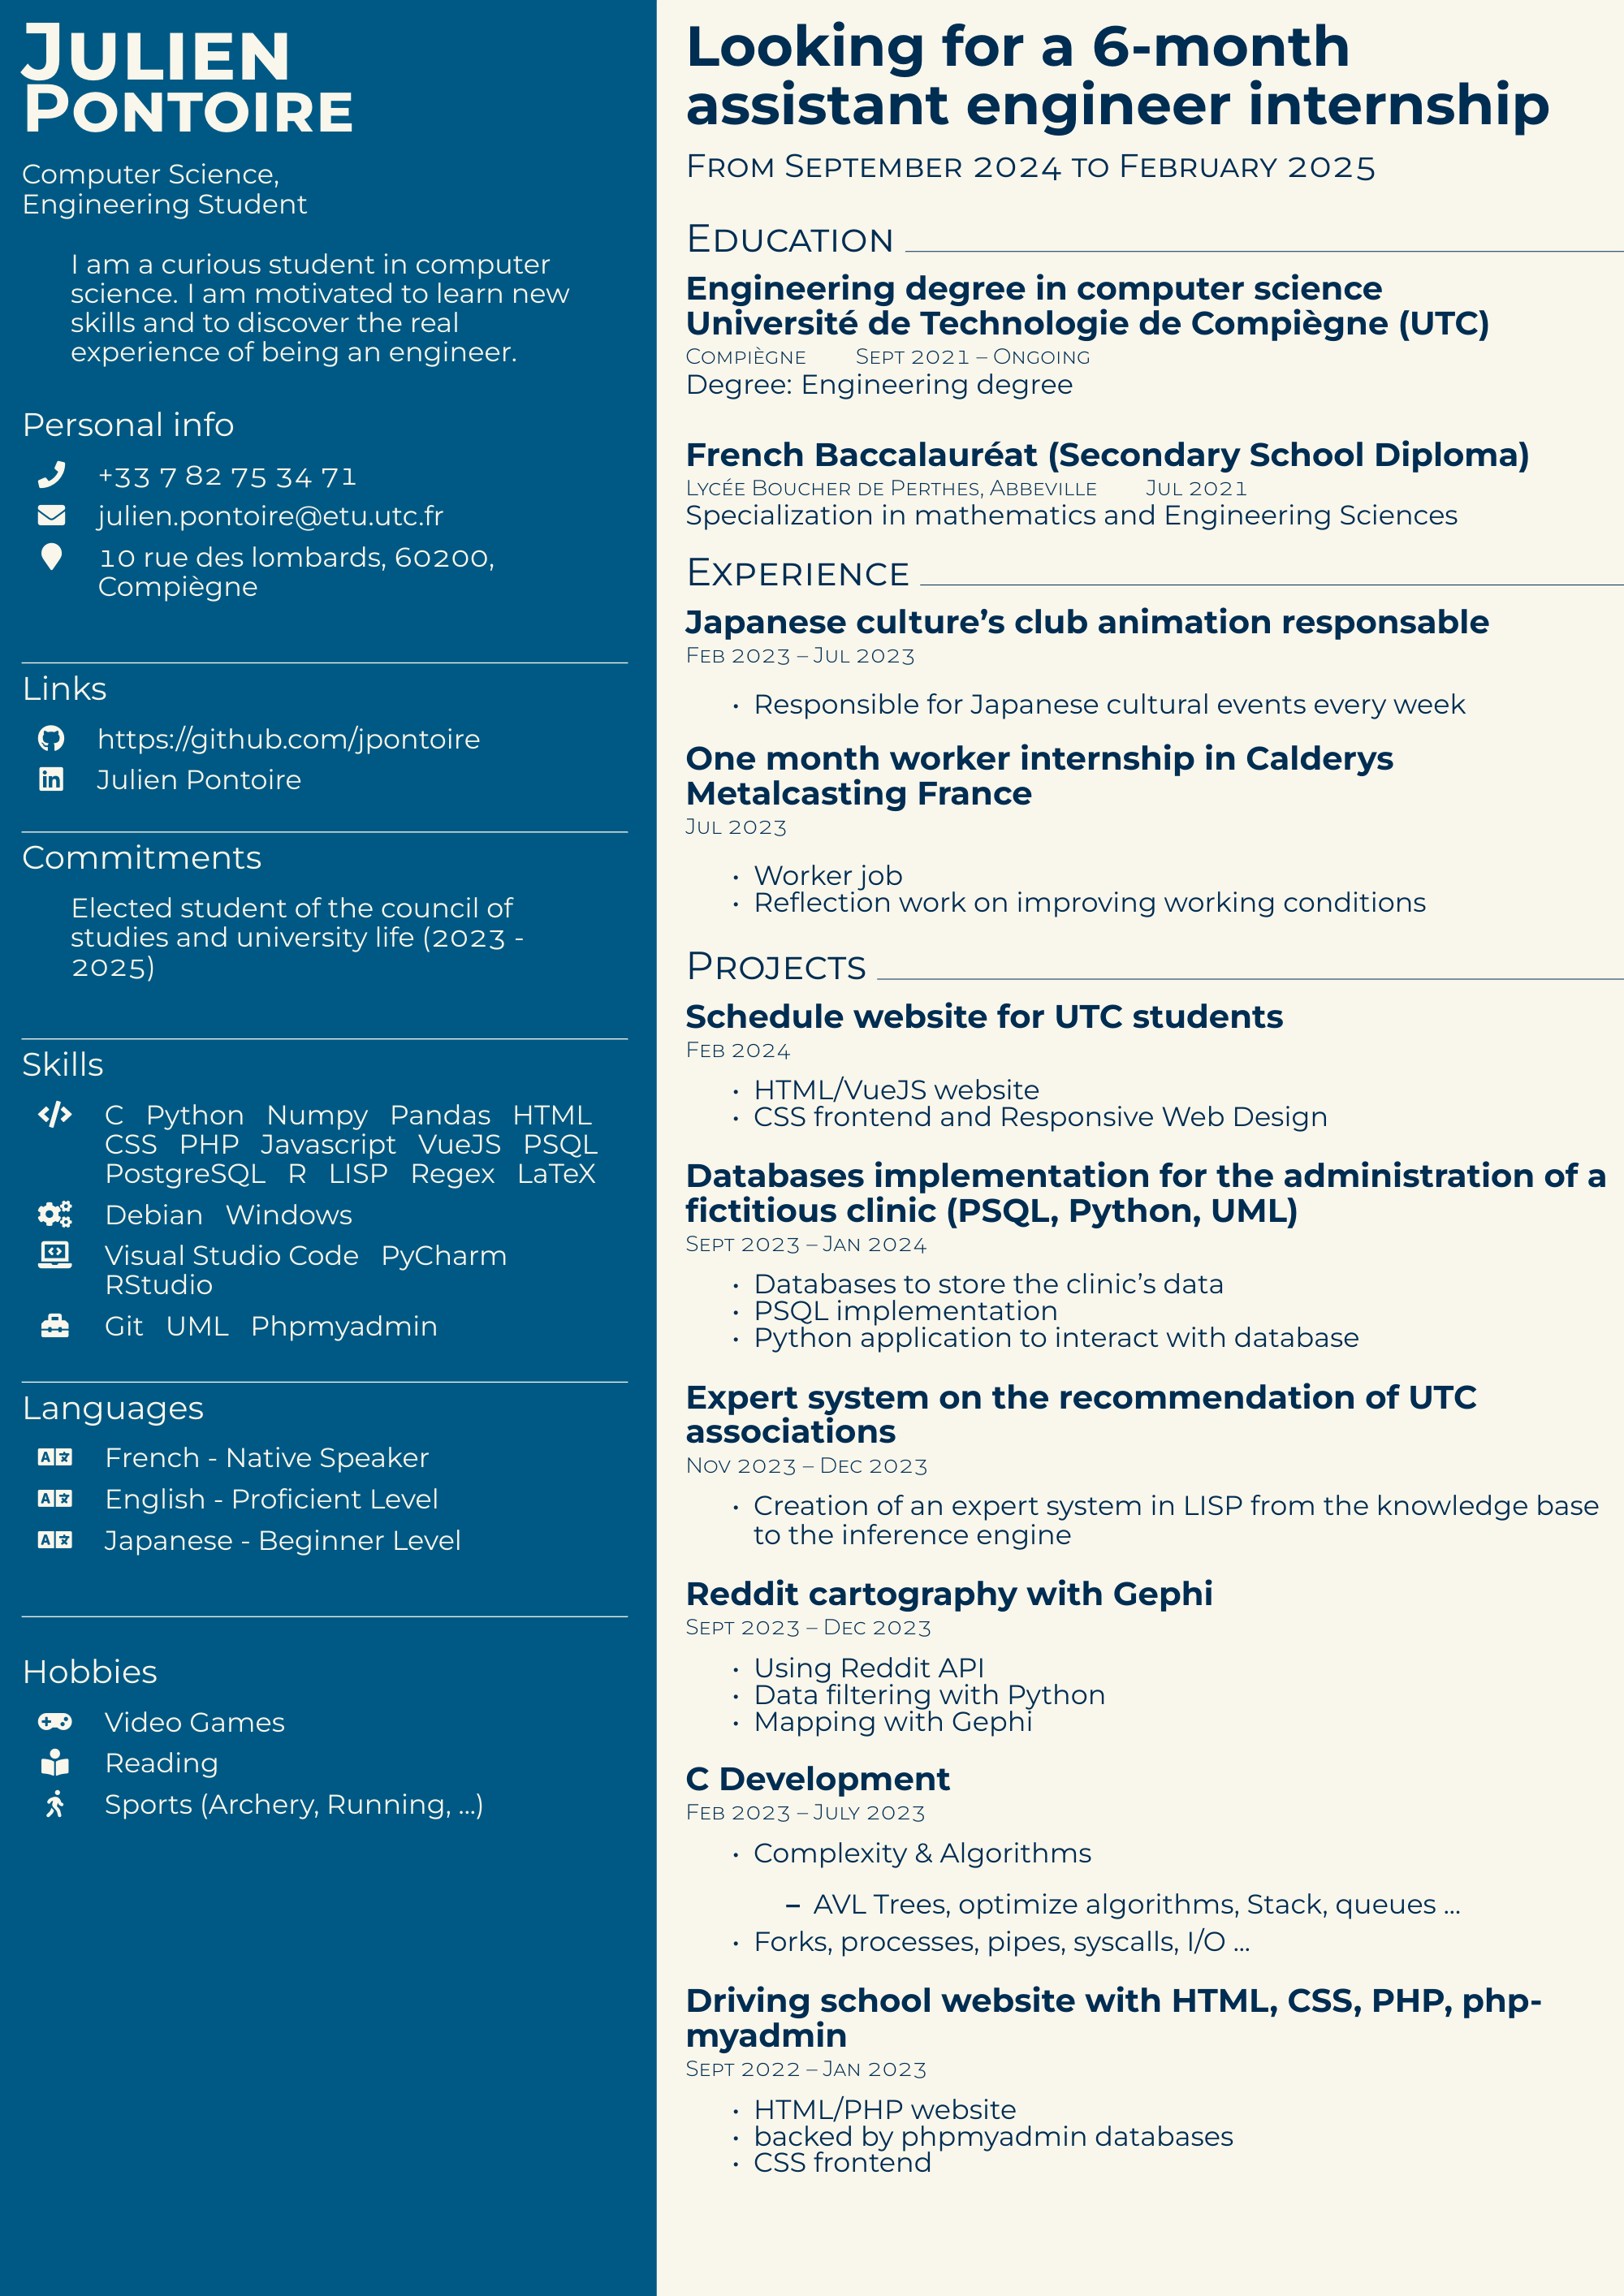 Julien
Pontoire
Computer Science,
Engineering Student
I am a curious student in computer
science. I am motivated to learn new
skills and to discover the real
experience of being an engineer.
Personal info
+33 7 82 75 34 71
julien.pontoire@etu.utc.fr
10 rue des lombards, 60200,
Compiègne
Links
https://github.com/jpontoire
Julien Pontoire
Commitments
Elected student of the council of
studies and university life (2023 -
2025)
Skills
C Python Numpy Pandas HTML
CSS PHP Javascript VueJS PSQL
PostgreSQL R LISP Regex LaTeX
Debian Windows
Visual Studio Code PyCharm
RStudio
Git UML Phpmyadmin
Languages
French - Native Speaker
English - Proficient Level
Japanese - Beginner Level
Hobbies
Video Games
Reading
Sports (Archery, Running, ...)
Looking for a 6-month
assistant engineer internship
From September 2024 to February 2025
Education
Engineering degree in computer science
Université de Technologie de Compiègne (UTC)
Compiègne Sept 2021 – Ongoing
Degree: Engineering degree
French Baccalauréat (Secondary School Diploma)
Lycée Boucher de Perthes, Abbeville Jul 2021
Specialization in mathematics and Engineering Sciences
Experience
Japanese culture’s club animation responsable
Feb 2023 – Jul 2023
• Responsible for Japanese cultural events every week
One month worker internship in Calderys
Metalcasting France
Jul 2023
• Worker job
• Reflection work on improving working conditions
Projects
Schedule website for UTC students
Feb 2024
• HTML/VueJS website
• CSS frontend and Responsive Web Design
Databases implementation for the administration of a
fictitious clinic (PSQL, Python, UML)
Sept 2023 – Jan 2024
• Databases to store the clinic’s data
• PSQL implementation
• Python application to interact with database
Expert system on the recommendation of UTC
associations
Nov 2023 – Dec 2023
• Creation of an expert system in LISP from the knowledge base
to the inference engine
Reddit cartography with Gephi
Sept 2023 – Dec 2023
• Using Reddit API
• Data filtering with Python
• Mapping with Gephi
C Development
Feb 2023 – July 2023
• Complexity & Algorithms
– AVL Trees, optimize algorithms, Stack, queues ...
• Forks, processes, pipes, syscalls, I/O ...
Driving school website with HTML, CSS, PHP, php-
myadmin
Sept 2022 – Jan 2023
• HTML/PHP website
• backed by phpmyadmin databases
• CSS frontend